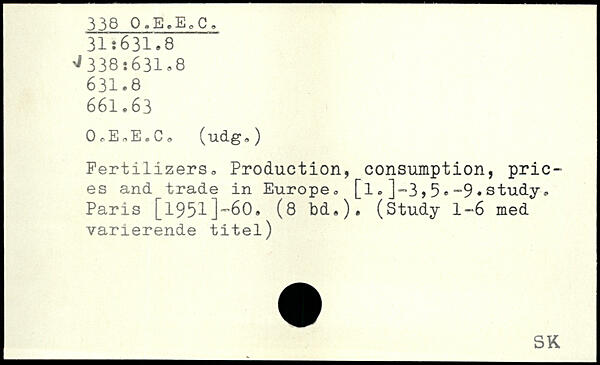 338 O.E.E.C.
31:631.8
✓338:631.8
631.8
661.63
O.E.E.C. (udg.)
Fertilizers. Production, consumption, pric-
es and trade in Europe. [1.]-3,5.-9.study.
Paris [1951]-60. (8 bd.). (Study 1-6 med
varierende titel)
SK